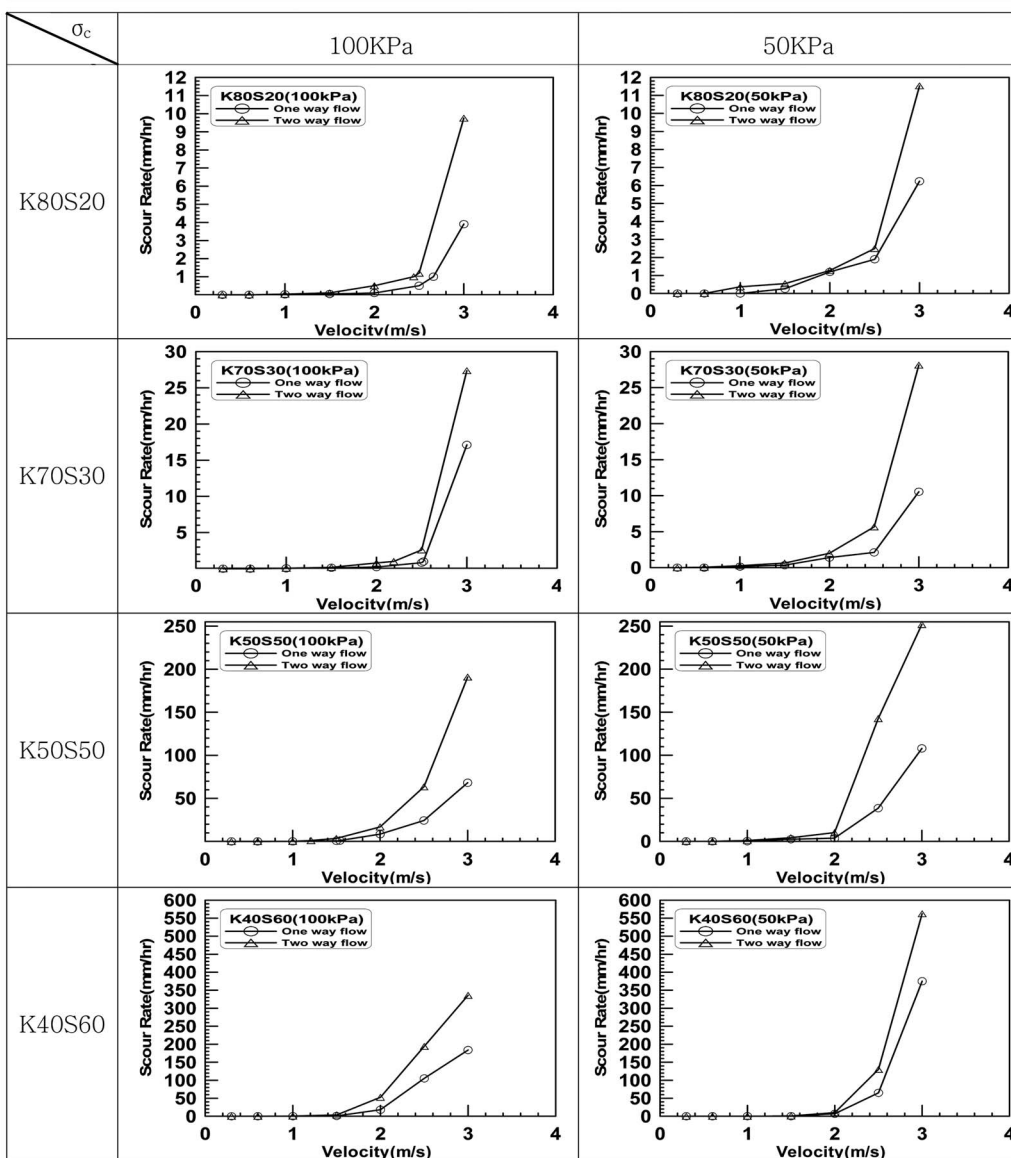 σc
100KPa
50KPa
K80S20
Scour Rate(mm/hr)
12
11
10
9
8
7
6
5
4
3
2
1
K80S20(100kPa)
One way flow
Two way flow
0 1 2 3 4
Velocity(m/s)
Scour Rate(mm/hr)
12
11
10
9
8
7
6
5
4
3
2
1
0
K80S20(50kPa)
One way flow
Two way flow
0 1 2 3 4
Velocity(m/s)
K70S30
Scour Rate(mm/hr)
30
25
20
15
10
5
K70S30(100kPa)
One way flow
Two way flow
0 1 2 3 4
Velocity(m/s)
Scour Rate(mm/hr)
30
25
20
15
10
5
0
K70S30(50kPa)
One way flow
Two way flow
0 1 2 3 4
Velocity(m/s)
K50S50
Scour Rate(mm/hr)
250
200
150
100
50
K50S50(100kPa)
One way flow
Two way flow
0 1 2 3 4
Velocity(m/s)
Scour Rate(mm/hr)
250
200
150
100
50
0
K50S50(50kPa)
One way flow
Two way flow
0 1 2 3 4
Velocity(m/s)
K40S60
Scour Rate(mm/hr)
600
550
500
450
400
350
300
250
200
150
100
50
0
K40S60(100kPa)
One way flow
Two way flow
0 1 2 3 4
Velocity(m/s)
Scour Rate(mm/hr)
600
550
500
450
400
350
300
250
200
150
100
50
0
K40S60(50kPa)
One way flow
Two way flow
0 1 2 3 4
Velocity(m/s)